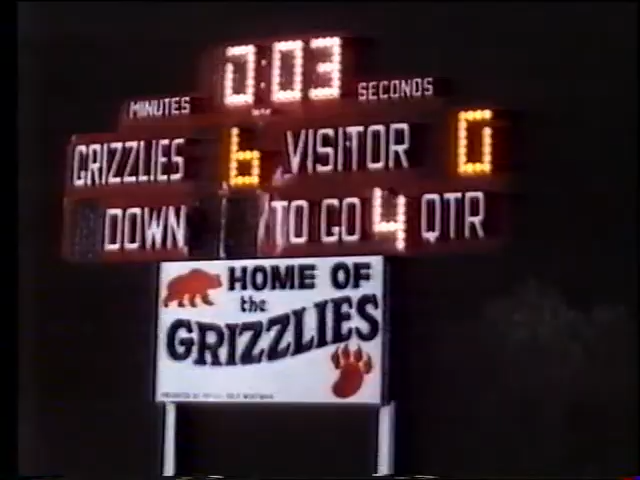 0:03
MINUTES SECONDS
GRIZZLIES 6 VISITOR 0
DOWN TO GO 4 QTR
HOME OF
the
GRIZZLIES